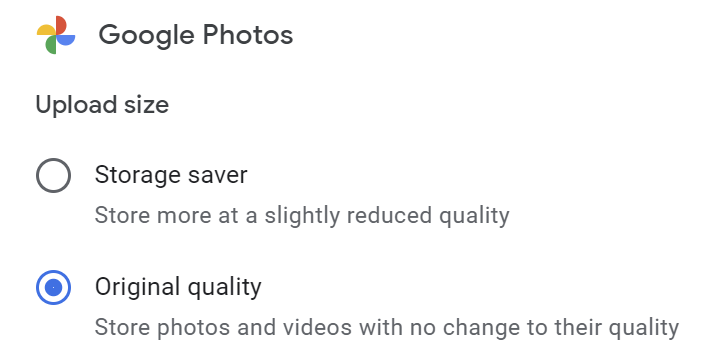 Google Photos
Upload size
Storage saver
Store more at a slightly reduced quality
Original quality
Store photos and videos with no change to their quality